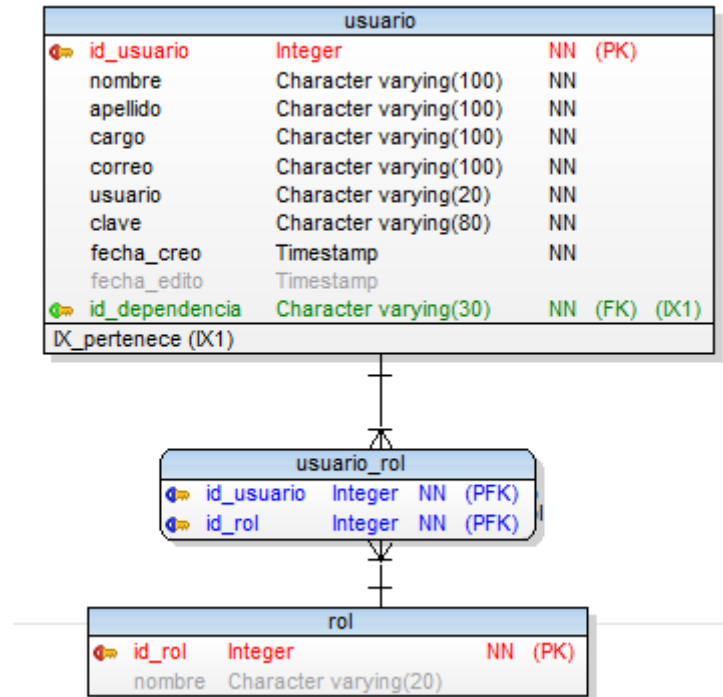 usuario
id_usuario Integer NN (PK)
nombre Character varying(100) NN
apellido Character varying(100) NN
cargo Character varying(100) NN
correo Character varying(100) NN
usuario Character varying(20) NN
clave Character varying(80) NN
fecha_creo Timestamp NN
fecha_edito Timestamp
id_dependencia Character varying(30) NN (FK) (IX1)
IX_pertenece (IX1)
usuario_rol
id_usuario Integer NN (PFK)
id_rol Integer NN (PFK)
rol
id_rol Integer NN (PK)
nombre Character varying(20)